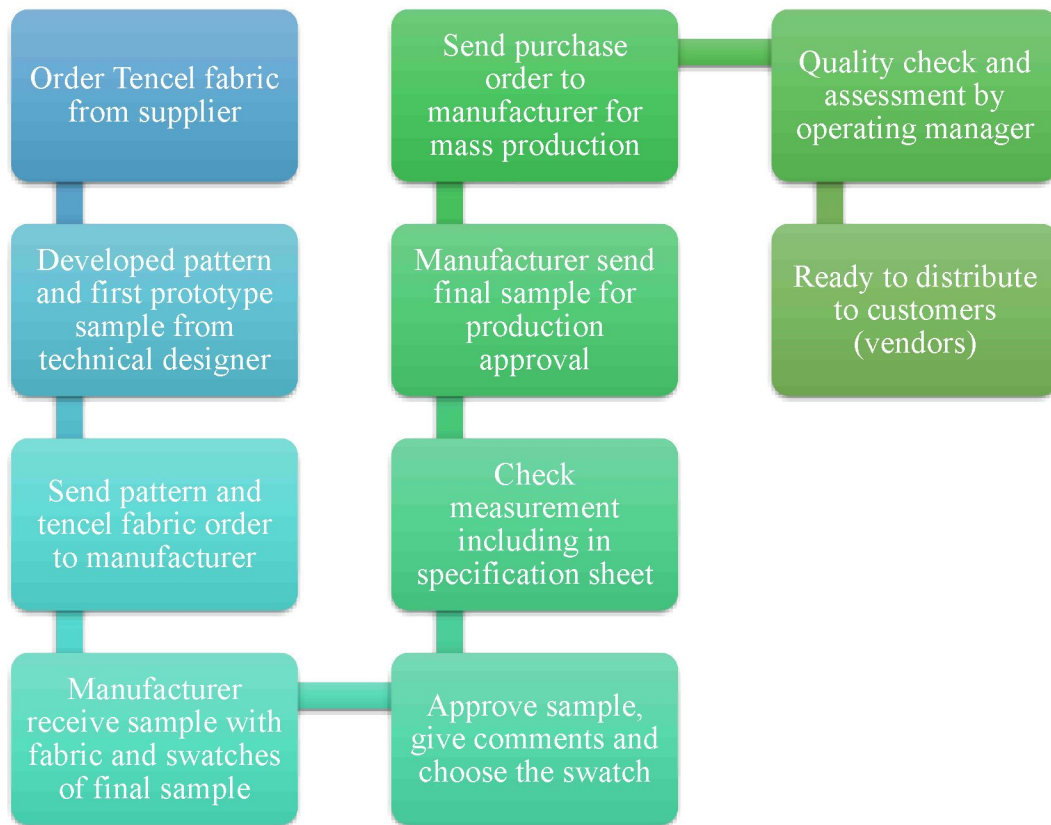 Order Tencel fabric
from supplier
Developed pattern
and first prototype
sample from
technical designer
Send pattern and
tencel fabric order
to manufacturer
Manufacturer
receive sample with
fabric and swatches
of final sample
Approve sample,
give comments and
choose the swatch
Check
measurement
including in
specification sheet
Manufacturer send
final sample for
production
approval
Send purchase
order to
manufacturer for
mass production
Quality check and
assessment by
operating manager
Ready to distribute
to customers
(vendors)